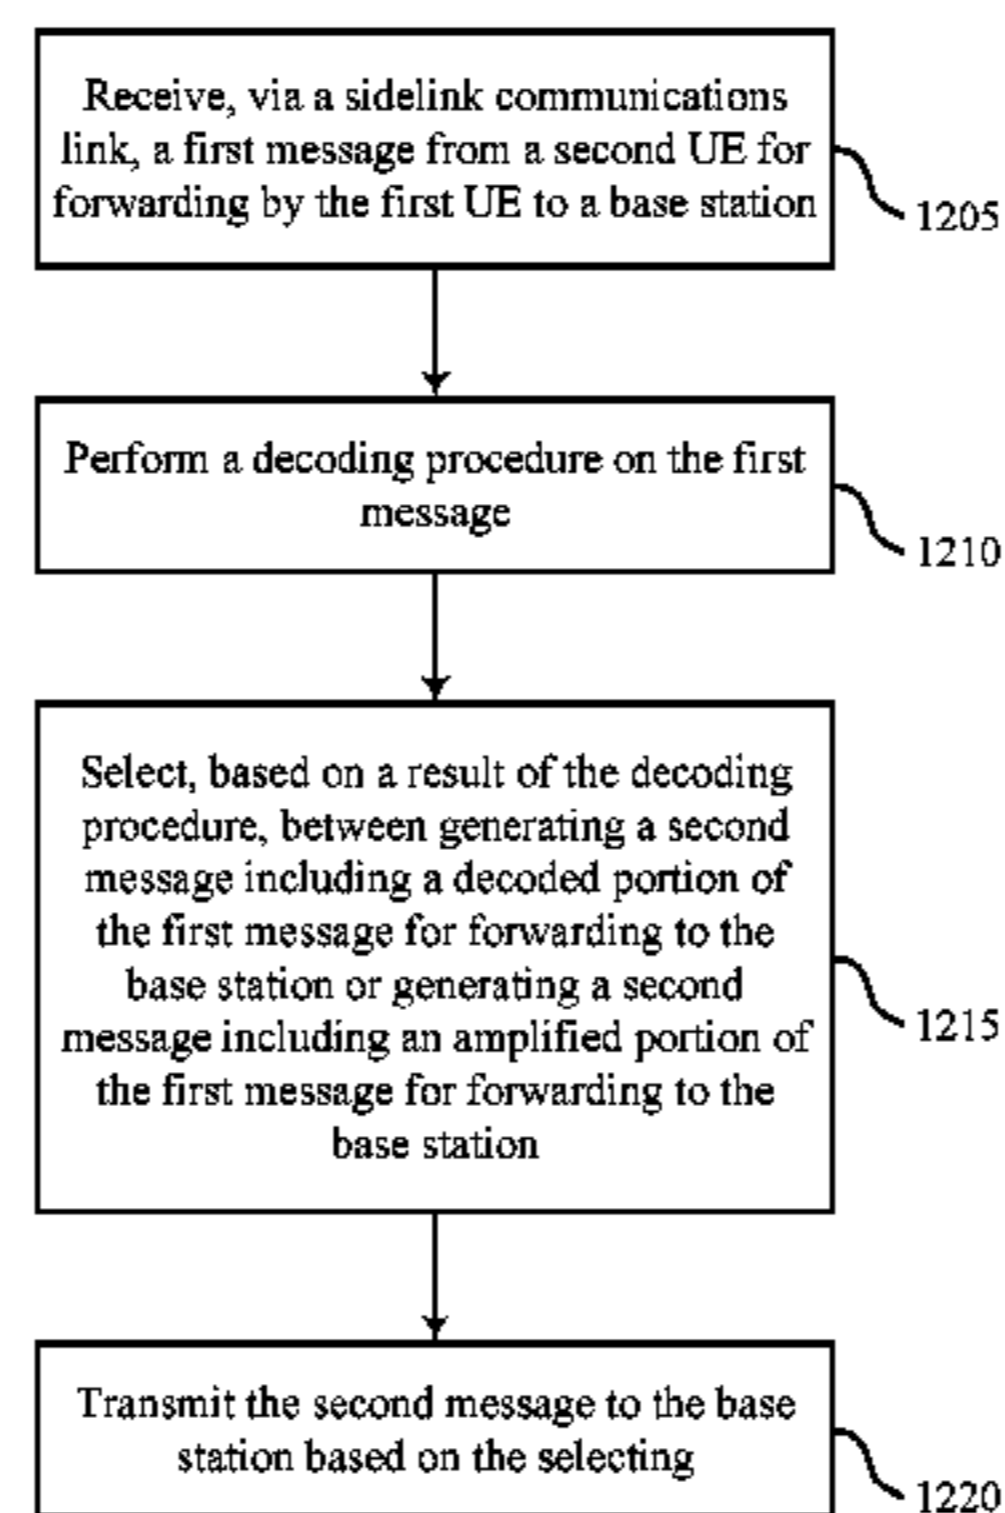 Receive, via a sidelink communications
link, a first message from a second UE for
forwarding by the first UE to a base station
1205
Perform a decoding procedure on the first
message
1210
Select, based on a result of the decoding
procedure, between generating a second
message including a decoded portion of
the first message for forwarding to the
base station or generating a second
message including an amplified portion of
the first message for forwarding to the
base station
1215
Transmit the second message to the base
station based on the selecting
1220